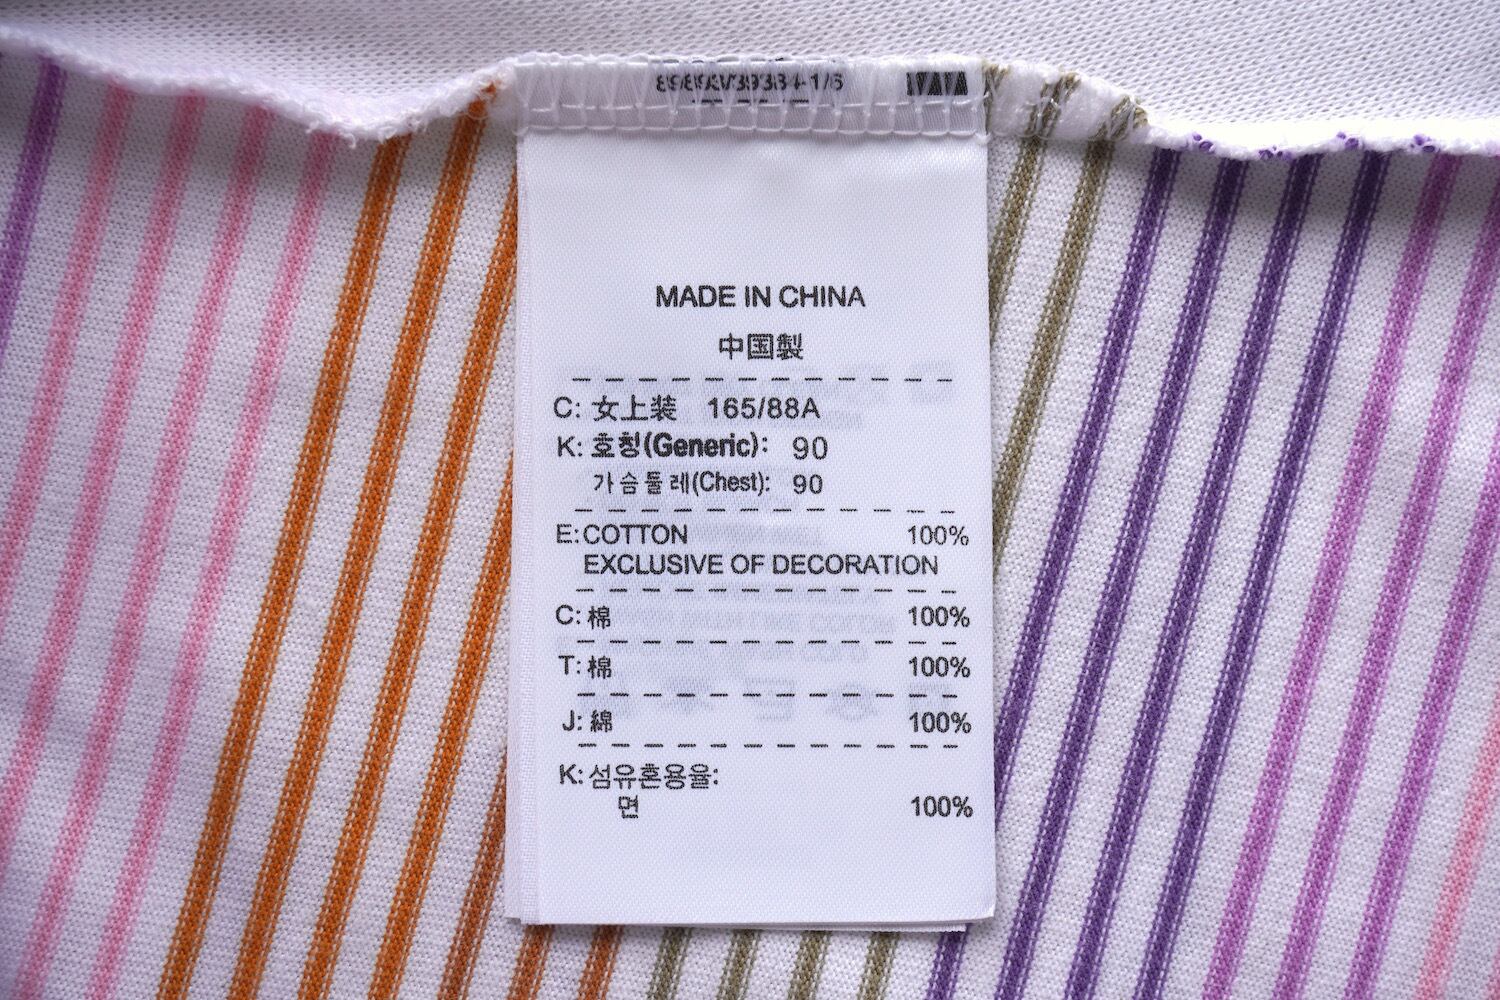 MADE IN CHINA
中国製
C: 女上装 165/88A
K: 호칭(Generic): 90
가슴둘레(Chest): 90
E: COTTON 100%
EXCLUSIVE OF DECORATION
C: 棉 100%
T: 棉 100%
J: 綿 100%
K: 섬유혼용율:
면 100%